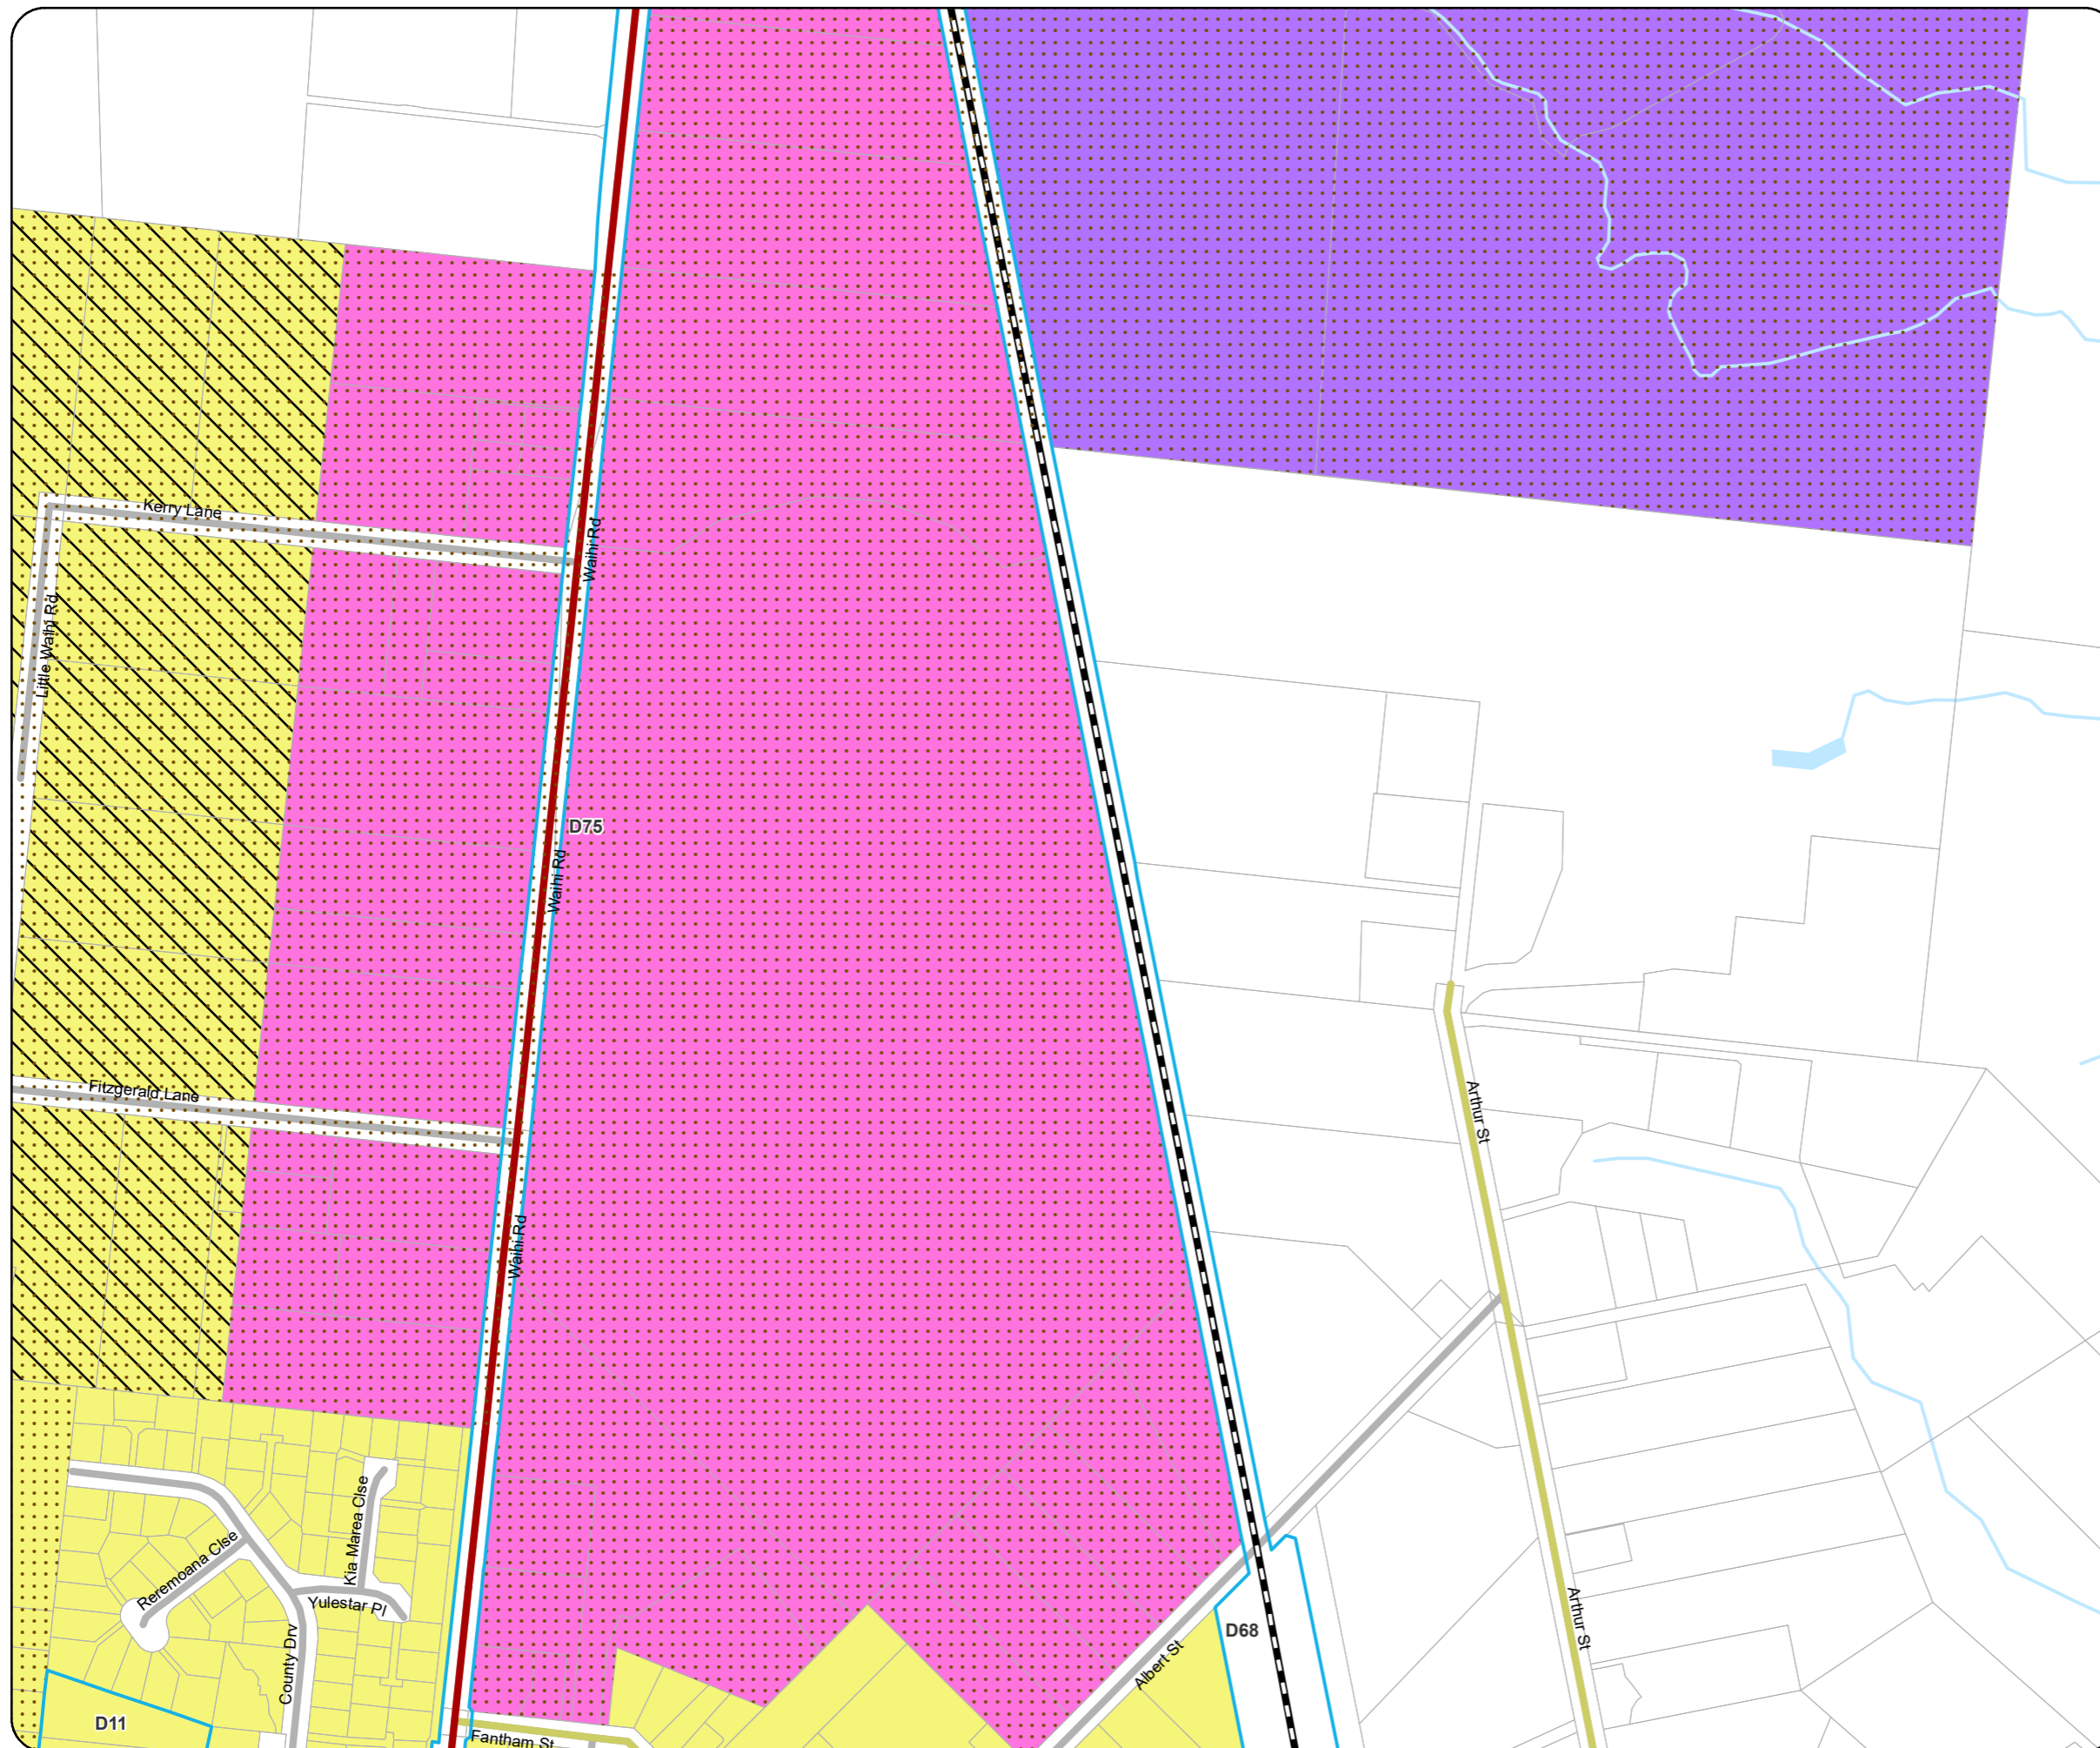 Kerry Lane
Waihi Rd
Little Waihi Rd
D75
Waihi Rd
Fitzgerald Lane
Arthur St
Waihi Rd
Kia Marea Clse
Reremoana Clse
Yulestar Pl
Arthur St
D68
County Drv
Albert St
D11
Fantham St